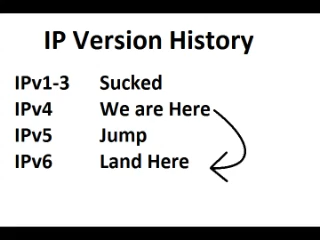 IP Version History
IPv1-3 Sucked
IPv4 We are Here
IPv5 Jump
IPv6 Land Here